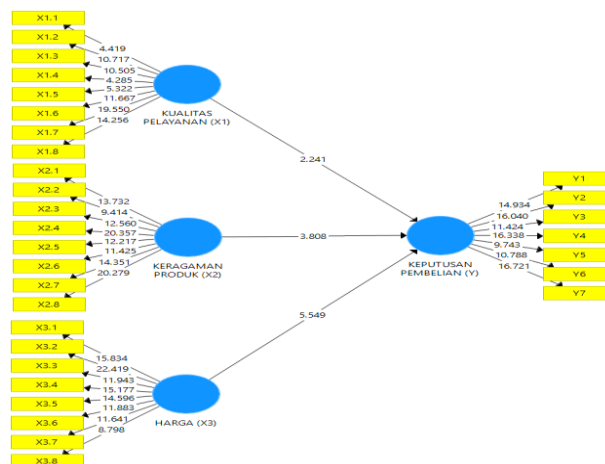 X1.1
X1.2
X1.3
X1.4
X1.5
X1.6
X1.7
X1.8
4.419
10.717
10.505
4.285
5.322
11.667
19.550
14.256
KUALITAS
PELAYANAN (X1)
2.241
X2.1
X2.2
X2.3
X2.4
X2.5
X2.6
X2.7
X2.8
13.732
9.414
12.560
20.357
12.217
11.425
14.351
20.279
KERAGAMAN
PRODUK (X2)
3.808
X3.1
X3.2
X3.3
X3.4
X3.5
X3.6
X3.7
X3.8
15.834
22.419
11.943
15.177
14.596
11.883
11.641
8.798
HARGA (X3)
5.549
KEPUTUSAN
PEMBELIAN (Y)
14.934
16.040
11.424
16.338
9.743
10.788
16.721
Y1
Y2
Y3
Y4
Y5
Y6
Y7